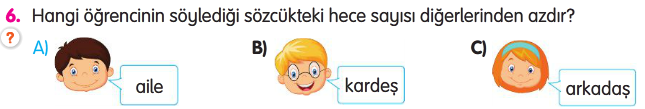 6. Hangi öğrencinin söylediği sözcükteki hece sayısı diğerlerinden azdır?
?
A) aile B) kardeş C) arkadaş